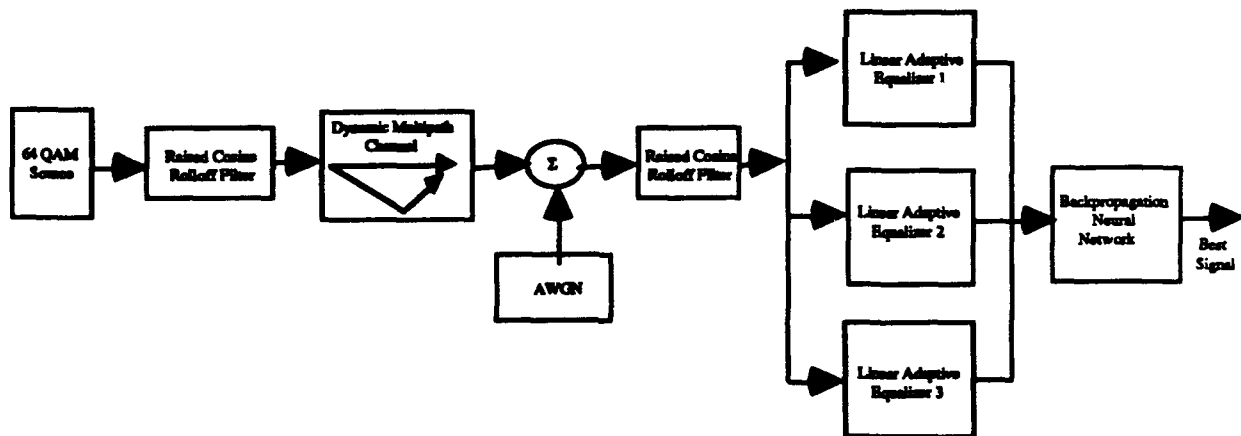 64 QAM
Source
Raised Cosine
Rolloff Filter
Dynamic Multipath
Channel
Σ
AWGN
Raised Cosine
Rolloff Filter
Linear Adaptive
Equalizer 1
Linear Adaptive
Equalizer 2
Linear Adaptive
Equalizer 3
Backpropagation
Neural
Network
Best
Signal